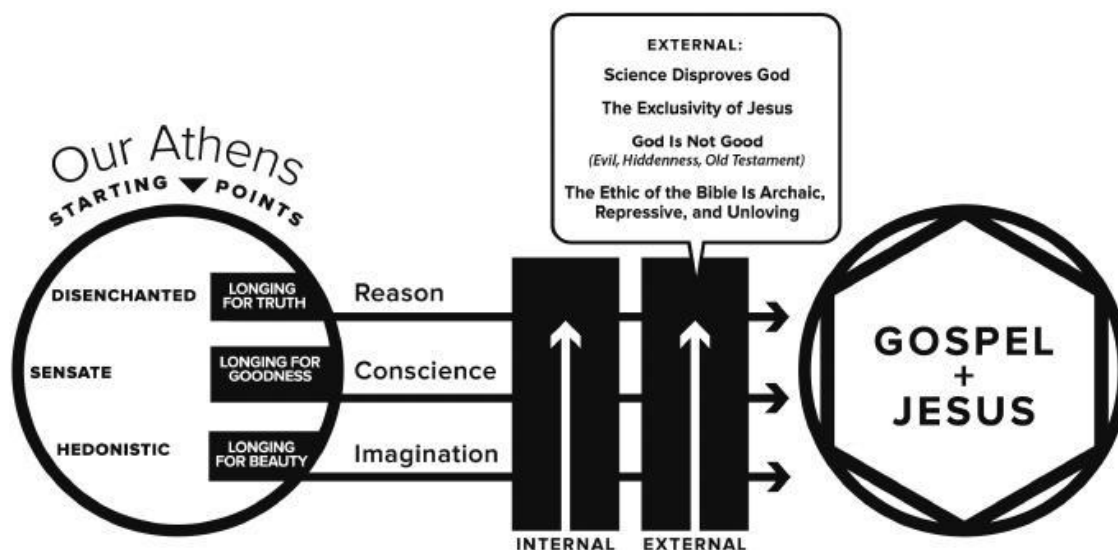 Our Athens
STARTING POINTS
DISENCHANTED
LONGING
FOR TRUTH
Reason
SENSATE
LONGING FOR
GOODNESS
Conscience
HEDONISTIC
LONGING
FOR BEAUTY
Imagination
EXTERNAL:
Science Disproves God
The Exclusivity of Jesus
God Is Not Good
(Evil, Hiddenness, Old Testament)
The Ethic of the Bible Is Archaic,
Repressive, and Unloving
INTERNAL
EXTERNAL
GOSPEL
+
JESUS